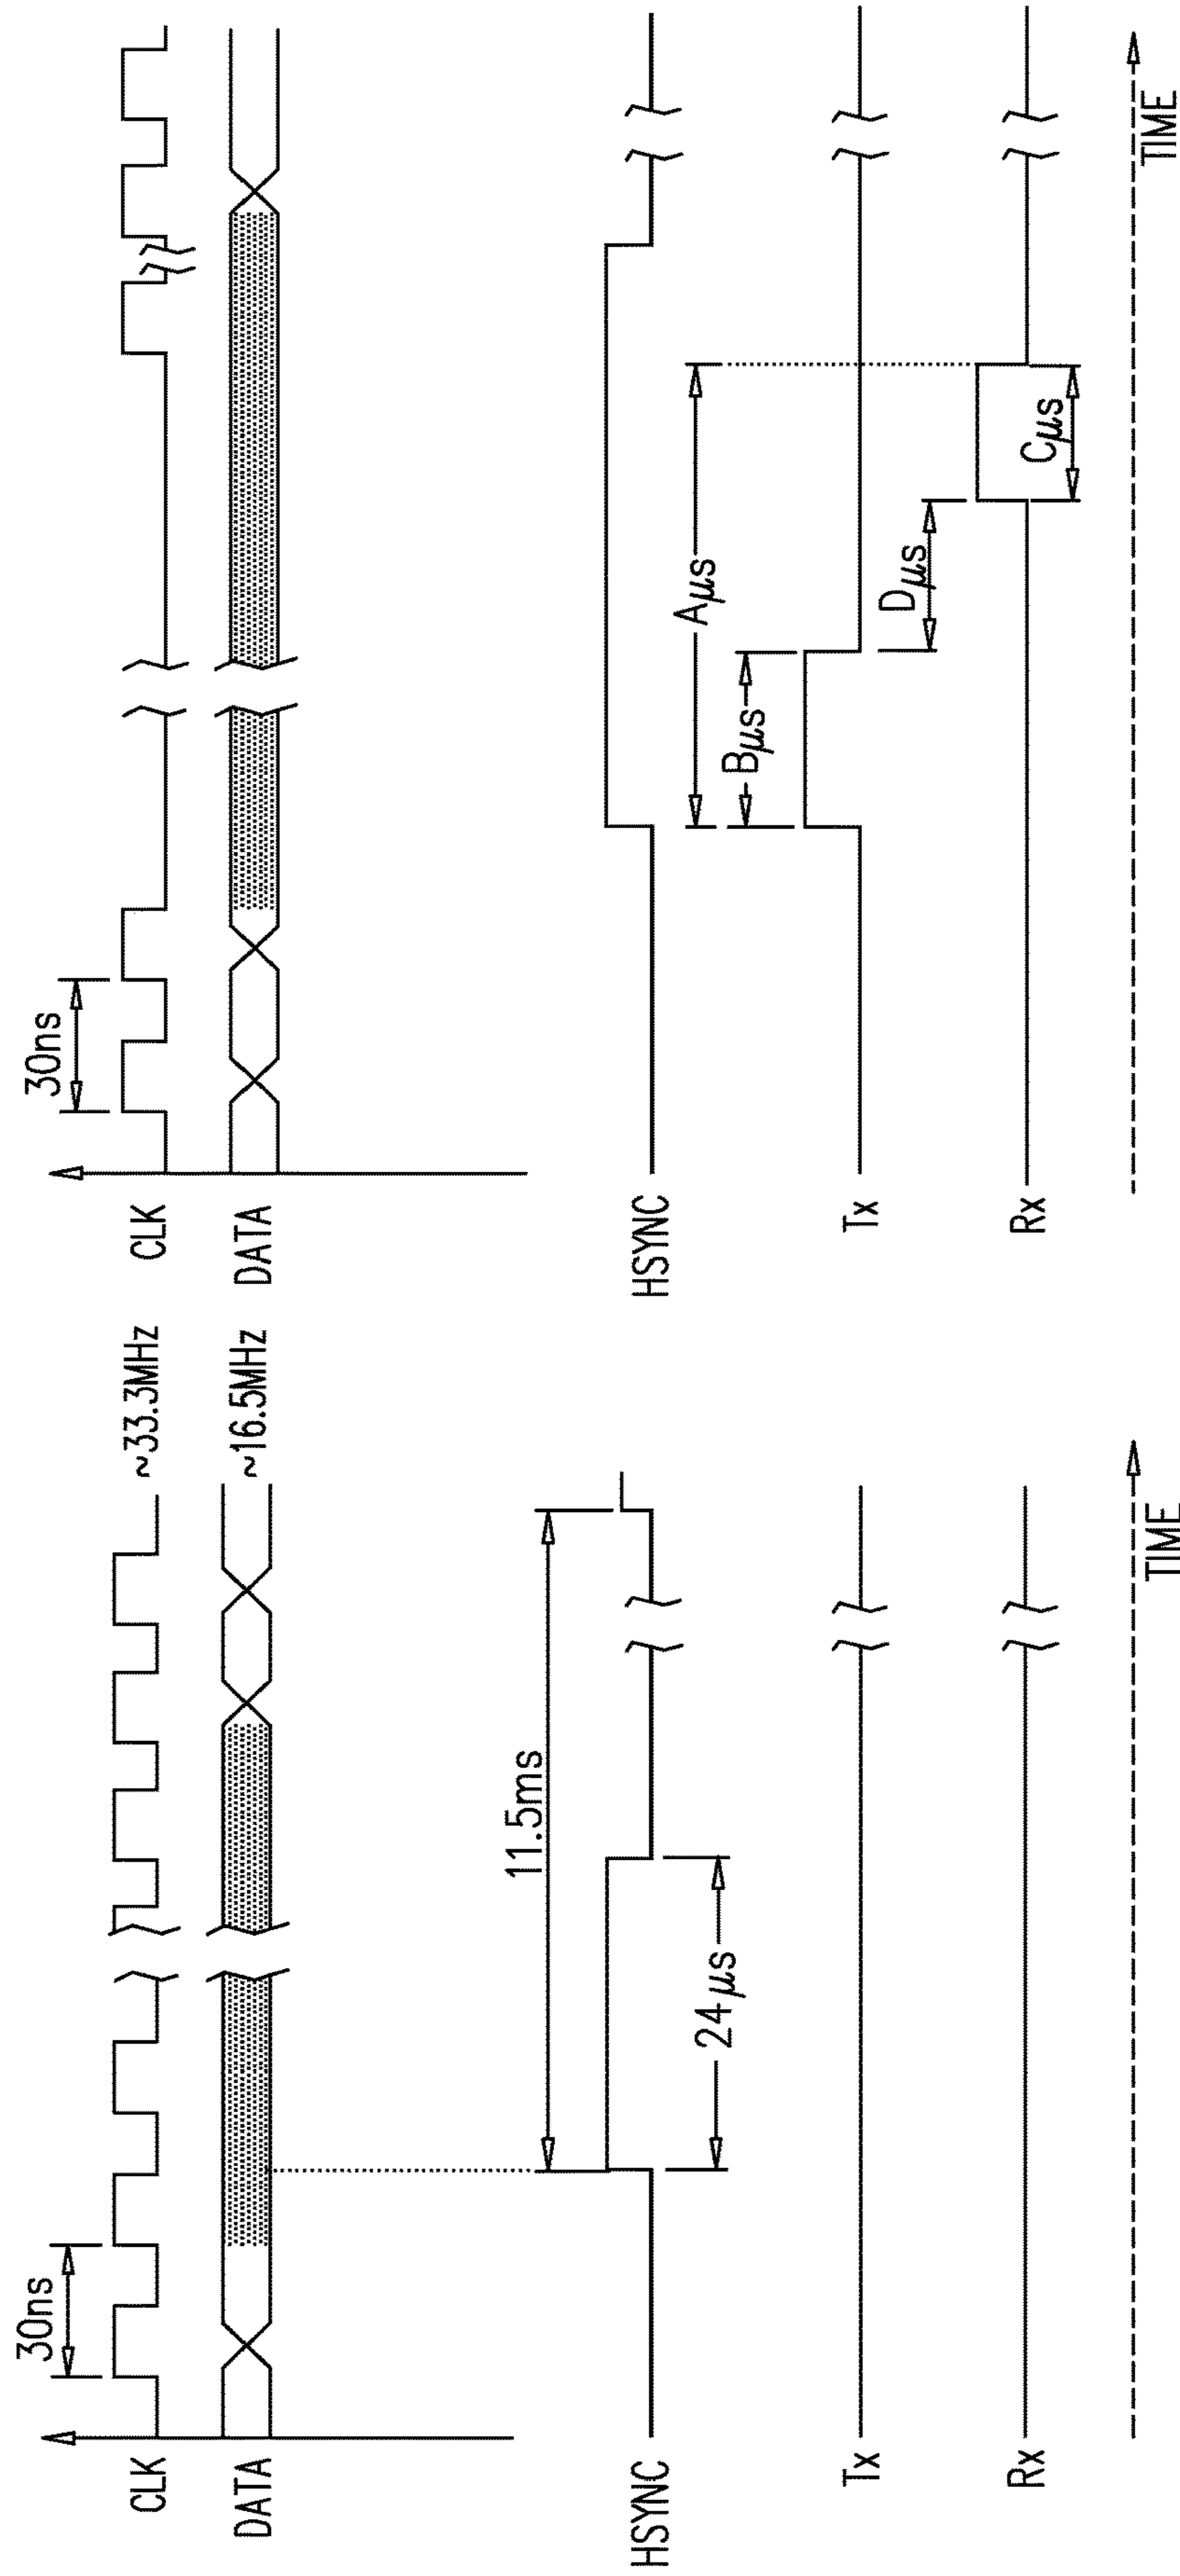 30ns
CLK
~33.3MHz
DATA
~16.5MHz
11.5ms
HSYNC
24μs
Tx
Rx
TIME
30ns
CLK
DATA
HSYNC
Aμs
Bμs
Tx
Dμs
Rx
Cμs
TIME